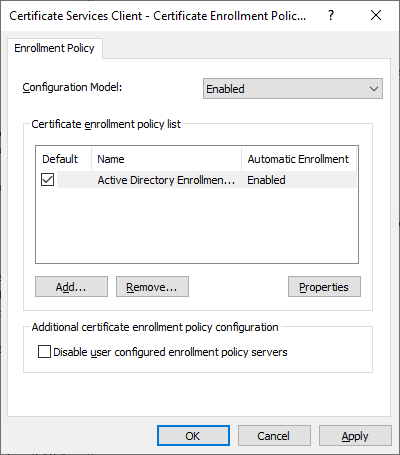 Certificate Services Client - Certificate Enrollment Polic...
Enrollment Policy
Configuration Model: Enabled
Certificate enrollment policy list
Default Name Automatic Enrollment
Active Directory Enrollmen... Enabled
Add... Remove... Properties
Additional certificate enrollment policy configuration
Disable user configured enrollment policy servers
OK Cancel Apply